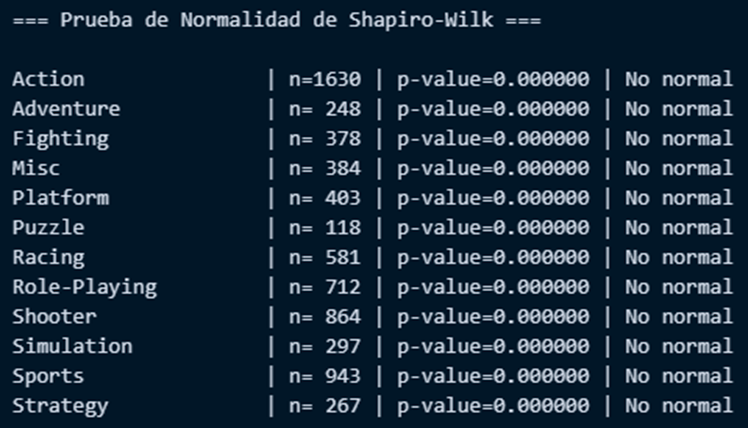 === Prueba de Normalidad de Shapiro-Wilk ===
Action | n=1630 | p-value=0.000000 | No normal
Adventure | n= 248 | p-value=0.000000 | No normal
Fighting | n= 378 | p-value=0.000000 | No normal
Misc | n= 384 | p-value=0.000000 | No normal
Platform | n= 403 | p-value=0.000000 | No normal
Puzzle | n= 118 | p-value=0.000000 | No normal
Racing | n= 581 | p-value=0.000000 | No normal
Role-Playing | n= 712 | p-value=0.000000 | No normal
Shooter | n= 864 | p-value=0.000000 | No normal
Simulation | n= 297 | p-value=0.000000 | No normal
Sports | n= 943 | p-value=0.000000 | No normal
Strategy | n= 267 | p-value=0.000000 | No normal